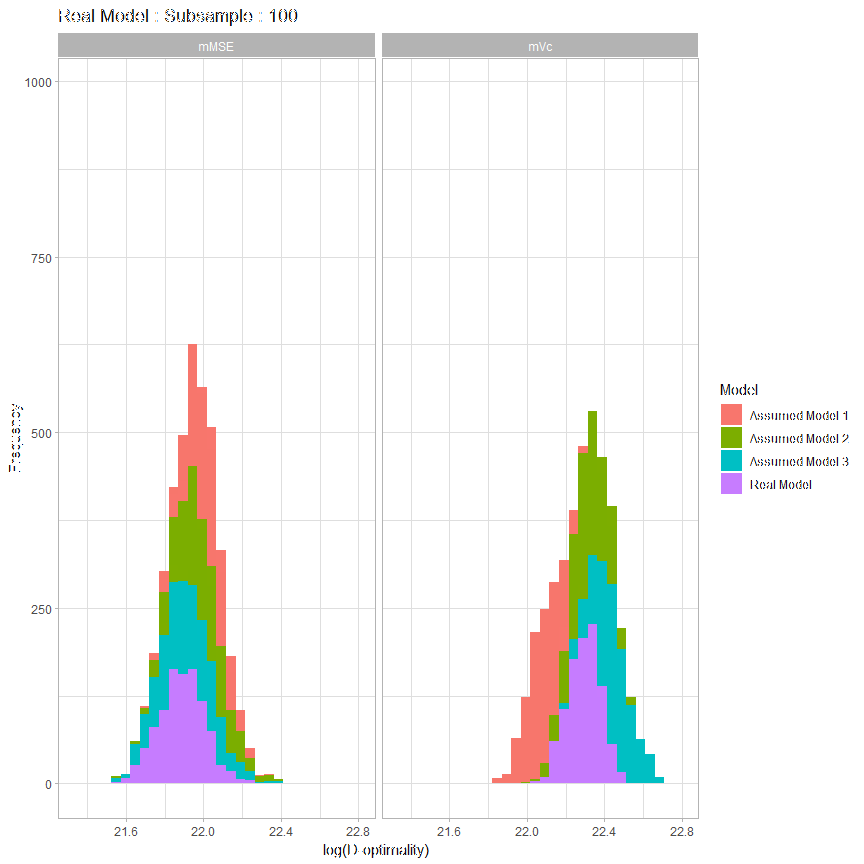 Real Model :: Subsample :: 100
mMSE
mVc
1000
750
500
250
0
Frequency
21.6
22.0
22.4
22.8
21.6
22.0
22.4
22.8
log(D-optimality)
Model
Assumed Model 1
Assumed Model 2
Assumed Model 3
Real Model